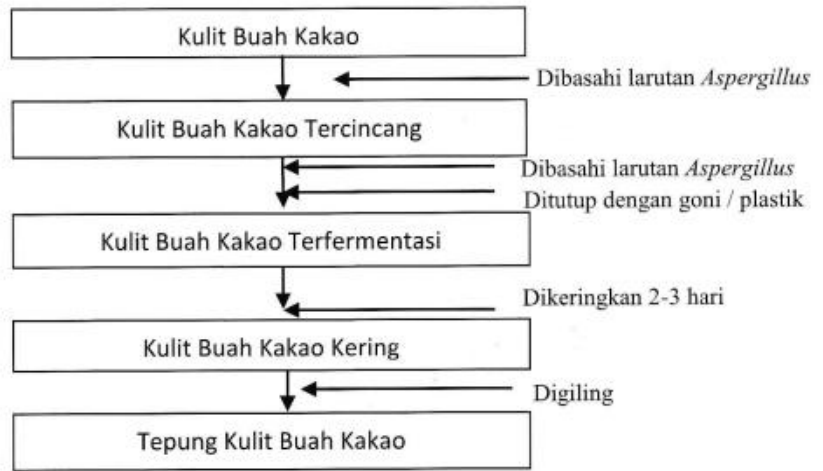 Kulit Buah Kakao
Dibasahi larutan Aspergillus
Kulit Buah Kakao Tercincang
Dibasahi larutan Aspergillus
Ditutup dengan goni / plastik
Kulit Buah Kakao Terfermentasi
Dikeringkan 2-3 hari
Kulit Buah Kakao Kering
Digiling
Tepung Kulit Buah Kakao